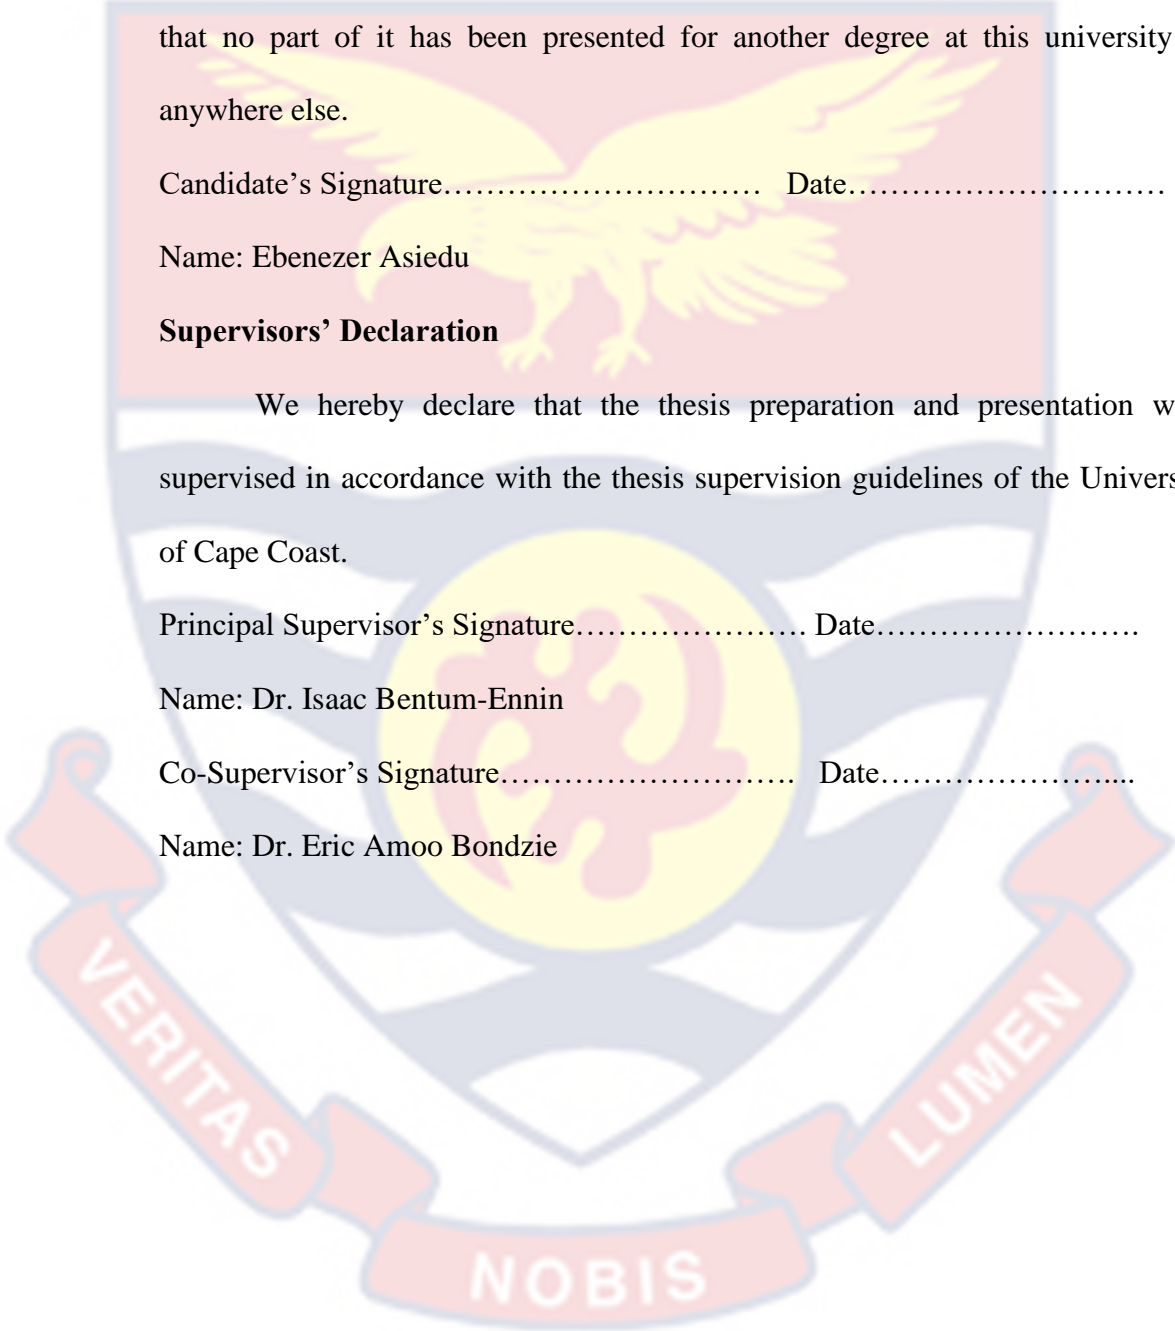 that no part of it has been presented for another degree at this university
anywhere else.
Candidate’s Signature………………………… Date…………………………
Name: Ebenezer Asiedu
Supervisors’ Declaration
We hereby declare that the thesis preparation and presentation w
supervised in accordance with the thesis supervision guidelines of the Univers
of Cape Coast.
Principal Supervisor’s Signature…………………. Date…………………….
Name: Dr. Isaac Bentum-Ennin
Co-Supervisor’s Signature………………………. Date…………………...
Name: Dr. Eric Amoo Bondzie
VERITAS
NOBIS
LUMEN